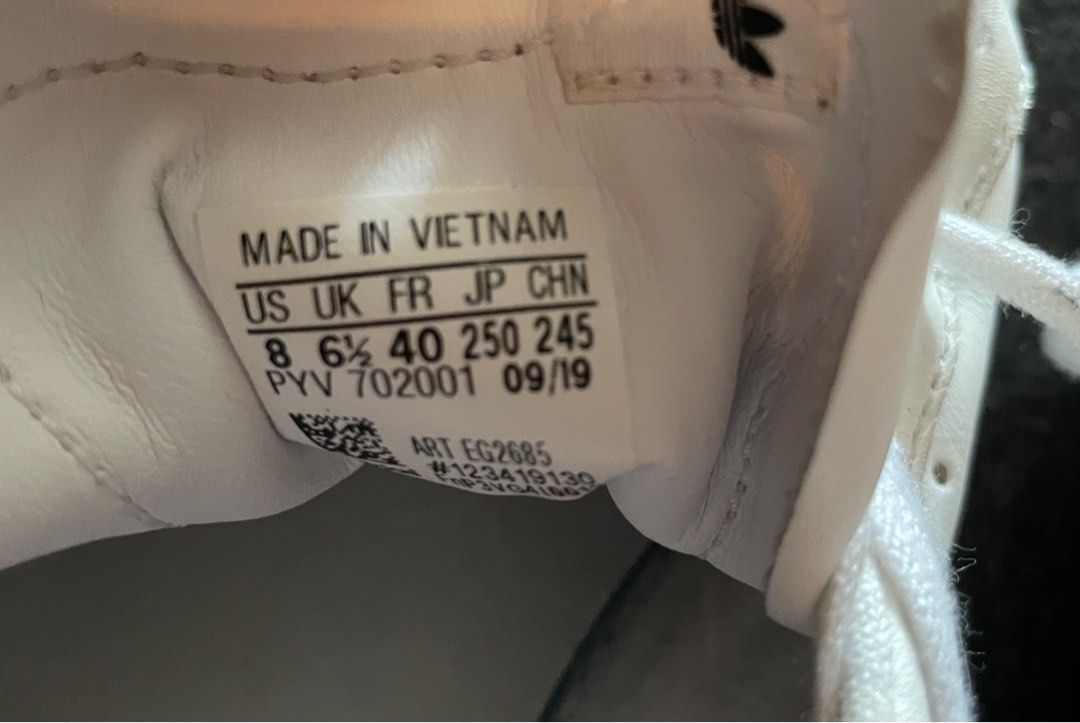 MADE IN VIETNAM
US UK FR JP CHN
8 6½ 40 250 245
PYV 702001 09/19
ART EG2685
#123419130